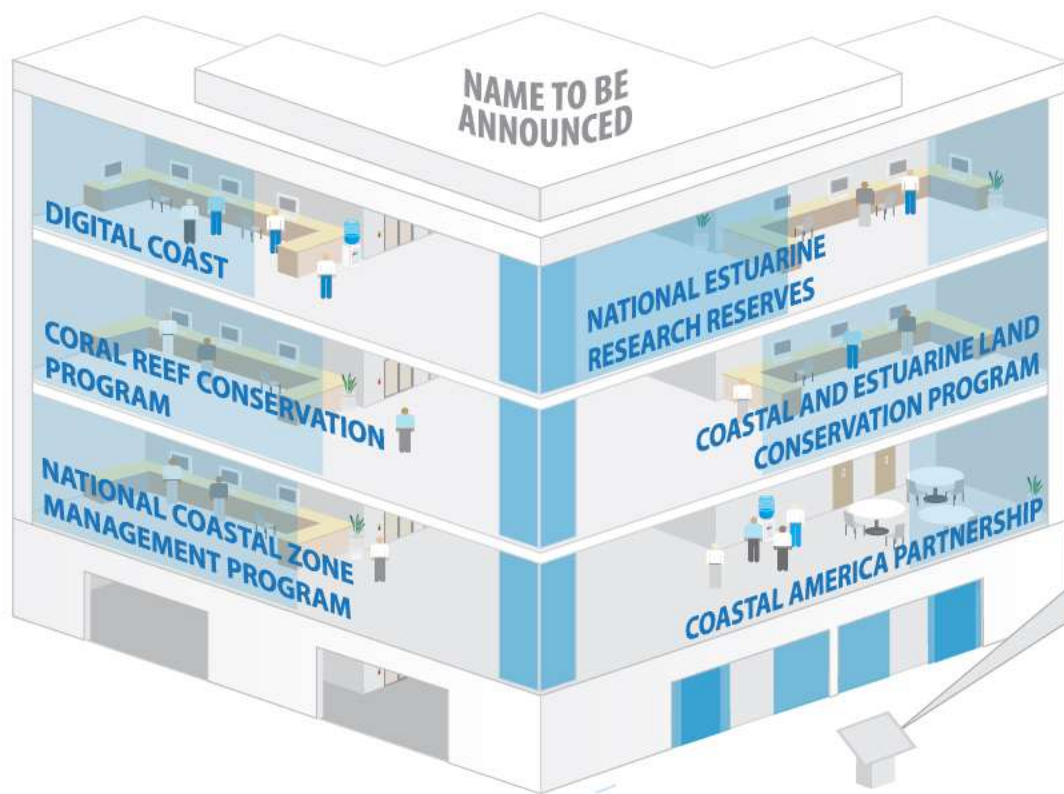 NAME TO BE
ANNOUNCED
DIGITAL COAST
NATIONAL ESTUARINE
RESEARCH RESERVES
CORAL REEF CONSERVATION
PROGRAM
COASTAL AND ESTUARINE LAND
CONSERVATION PROGRAM
NATIONAL COASTAL ZONE
MANAGEMENT PROGRAM
COASTAL AMERICA PARTNERSHIP